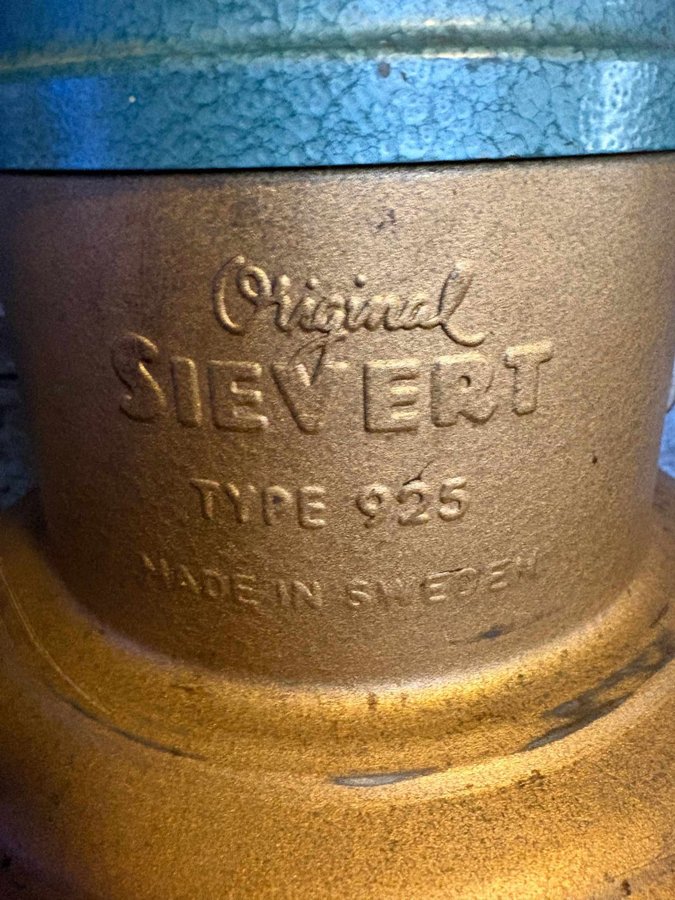 Original
SIEVERT
TYPE 925
MADE IN SWEDEN